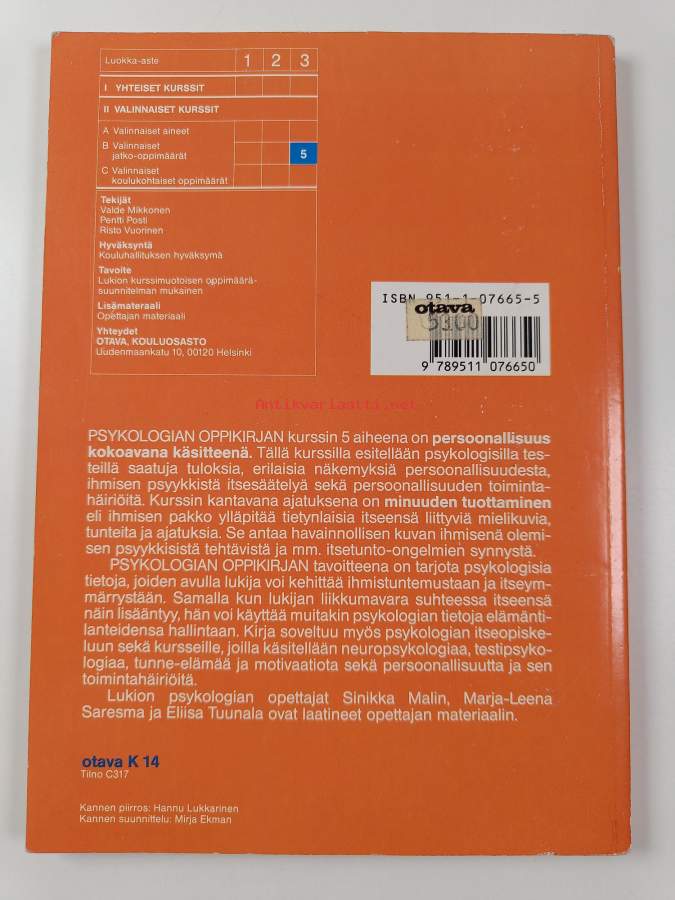 Luokka-aste 1 2 3
I YHTEISET KURSSIT
II VALINNAISET KURSSIT
A Valinnaiset aineet
B Valinnaiset
jatko-oppimäärät 5
C Valinnaiset
koulukohtaiset oppimäärät
Tekijät
Valde Mikkonen
Pentti Posti
Risto Vuorinen
Hyväksyntä
Kouluhallituksen hyväksymä
Tavoite
Lukion kurssimuotoisen oppimäärä-
suunnitelman mukainen
Lisämateriaali
Opettajan materiaali
Yhteydet
OTAVA, KOULUOSASTO
Uudenmaankatu 10, 00120 Helsinki
ISBN 951-1-07665-5
otava
5300
9 789511 076650
Antikvariaatti.net
PSYKOLOGIAN OPPIKIRJAN kurssin 5 aiheena on persoonallisuus
kokoavana käsitteenä. Tällä kurssilla esitellään psykologisilla tes-
teillä saatuja tuloksia, erilaisia näkemyksiä persoonallisuudesta,
ihmisen psyykkistä itsesäätelyä sekä persoonallisuuden toiminta-
häiriöitä. Kurssin kantavana ajatuksena on minuuden tuottaminen
eli ihmisen pakko ylläpitää tietynlaisia itseensä liittyviä mielikuvia,
tunteita ja ajatuksia. Se antaa havainnollisen kuvan ihmisenä olemi-
sen psyykkisistä tehtävistä ja mm. itsetunto-ongelmien synnystä.
PSYKOLOGIAN OPPIKIRJAN tavoitteena on tarjota psykologisia
tietoja, joiden avulla lukija voi kehittää ihmistuntemustaan ja itseym-
märrystään. Samalla kun lukijan liikkumavara suhteessa itseensä
näin lisääntyy, hän voi käyttää muitakin psykologian tietoja elämänti-
lanteidensa hallintaan. Kirja soveltuu myös psykologian itseopiske-
luun sekä kursseille, joilla käsitellään neuropsykologiaa, testipsyko-
logiaa, tunne-elämää ja motivaatiota sekä persoonallisuutta ja sen
toimintahäiriöitä.
Lukion psykologian opettajat Sinikka Malin, Marja-Leena
Saresma ja Eliisa Tuunala ovat laatineet opettajan materiaalin.
otava K 14
Tilno C317
Kannen piirros: Hannu Lukkarinen
Kannen suunnittelu: Mirja Ekman